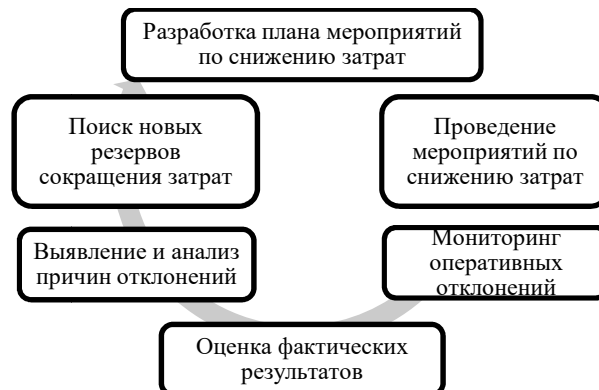 Разработка плана мероприятий
по снижению затрат
Проведение
мероприятий по
снижению затрат
Мониторинг
оперативных
отклонений
Оценка фактических
результатов
Выявление и анализ
причин отклонений
Поиск новых
резервов
сокращения затрат